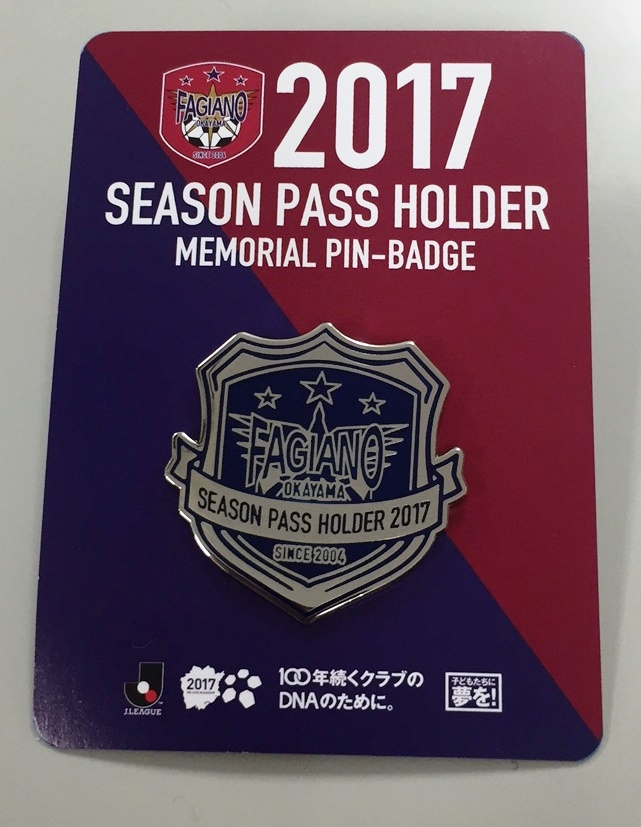 FAGIANO
OKAYAMA
SINCE 2004
2017
SEASON PASS HOLDER
MEMORIAL PIN-BADGE
FAGIANO
OKAYAMA
SEASON PASS HOLDER 2017
SINCE 2004
J.LEAGUE
2017
100年続くクラブの
DNAのために。
子どもたちに
夢を!